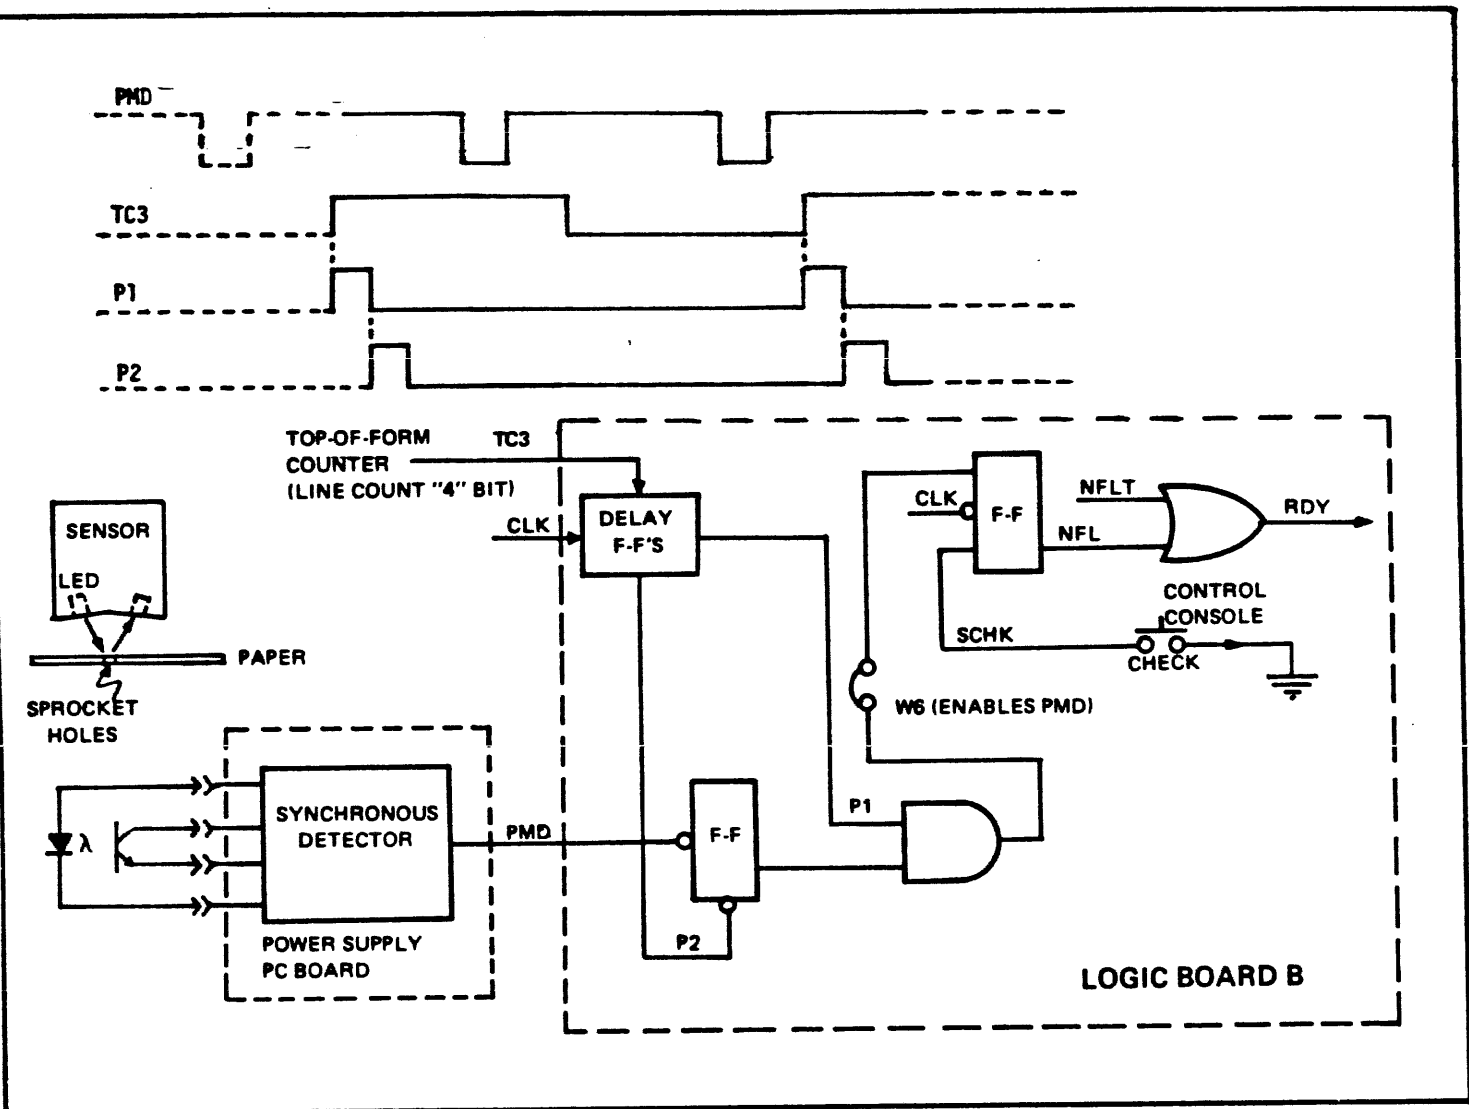 PMD
TC3
P1
P2
TOP-OF-FORM
COUNTER
(LINE COUNT "4" BIT)
TC3
CLK
DELAY
F-F'S
CLK
F-F
NFLT
NFL
RDY
SENSOR
LED
PAPER
SPROCKET
HOLES
CONTROL
CONSOLE
SCHK
CHECK
W6 (ENABLES PMD)
λ
SYNCHRONOUS
DETECTOR
PMD
F-F
P1
P2
POWER SUPPLY
PC BOARD
LOGIC BOARD B